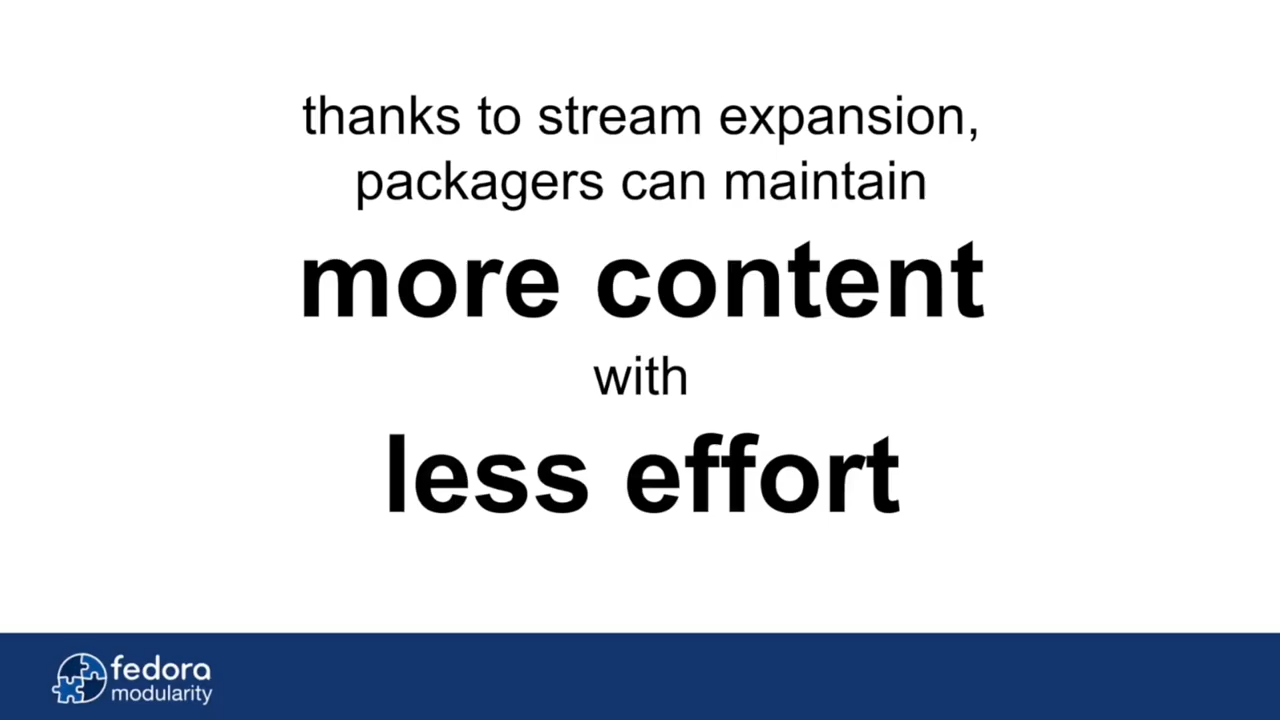 thanks to stream expansion,
packagers can maintain
more content
with
less effort
fedora
modularity